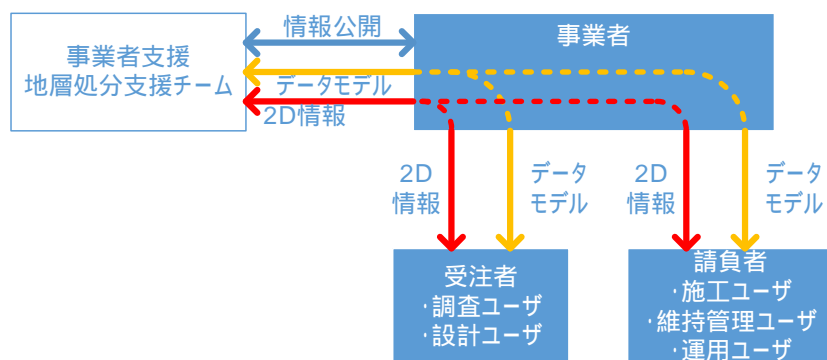 情報公開
事業者
事業者支援
地層処分支援チーム
データモデル
2D情報
2D
情報
データ
モデル
2D
情報
データ
モデル
受注者
・調査ユーザ
・設計ユーザ
請負者
・施工ユーザ
・維持管理ユーザ
・運用ユーザ